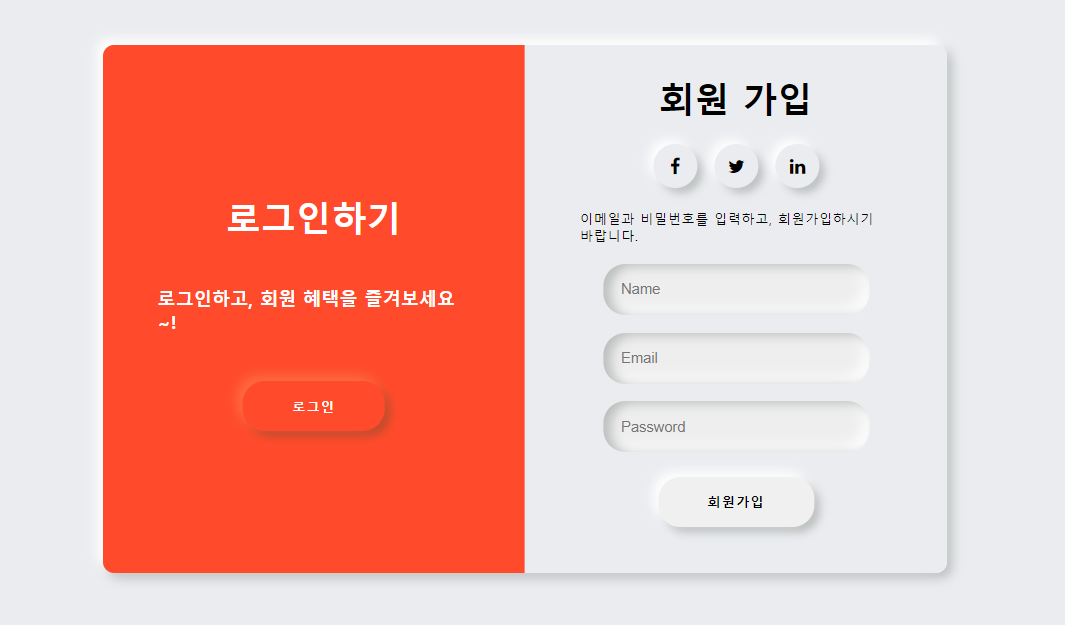 로그인하기
로그인하고, 회원 혜택을 즐겨보세요
~!
로그인
회원 가입
f
in
이메일과 비밀번호를 입력하고, 회원가입하시기
바랍니다.
Name
Email
Password
회원가입